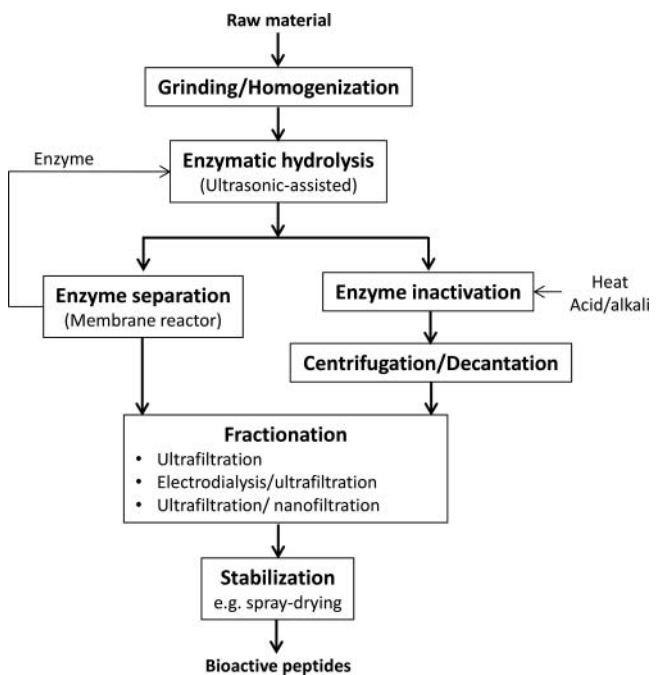 Raw material
Grinding/Homogenization
Enzyme
Enzymatic hydrolysis
(Ultrasonic-assisted)
Enzyme separation
(Membrane reactor)
Enzyme inactivation
Heat
Acid/alkali
Centrifugation/Decantation
Fractionation
• Ultrafiltration
• Electrodialysis/ultrafiltration
• Ultrafiltration/ nanofiltration
Stabilization
e.g. spray-drying
Bioactive peptides